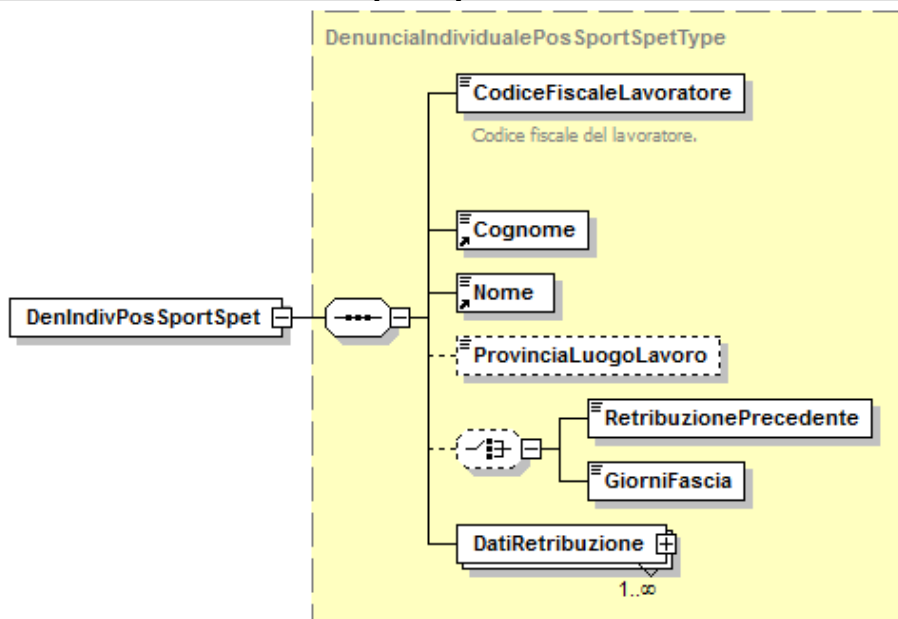 DenunciaIndividualePosSportSpetType
CodiceFiscaleLavoratore
Codice fiscale del lavoratore.
Cognome
Nome
DenIndivPosSportSpet
ProvinciaLuogoLavoro
RetribuzionePrecedente
GiorniFascia
DatiRetribuzione
1..∞